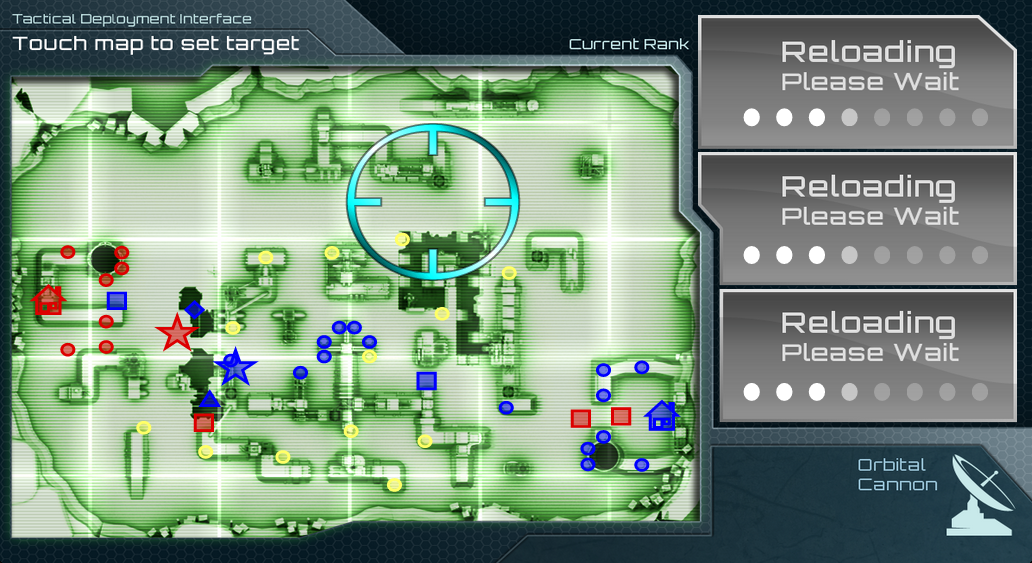 Tactical Deployment Interface
Touch map to set target
Current Rank
Reloading
Please Wait
Reloading
Please Wait
Reloading
Please Wait
Orbital
Cannon